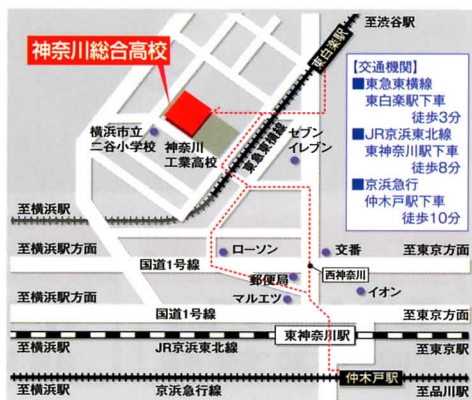 至渋谷駅
東白楽駅
神奈川総合高校
【交通機関】
■東急東横線
東白楽駅下車
徒歩3分
■JR京浜東北線
東神奈川駅下車
徒歩8分
■京浜急行
仲木戸駅下車
徒歩10分
横浜市立
二谷小学校
神奈川
工業高校
東急東横線
セブン
イレブン
至横浜駅
至横浜駅方面
ローソン
交番
至東京方面
国道1号線
西神奈川
郵便局
至横浜駅方面
マルエツ
イオン
国道1号線
至東京方面
東神奈川駅
至横浜駅
JR京浜東北線
至東京駅
仲木戸駅
至横浜駅
京浜急行線
至品川駅